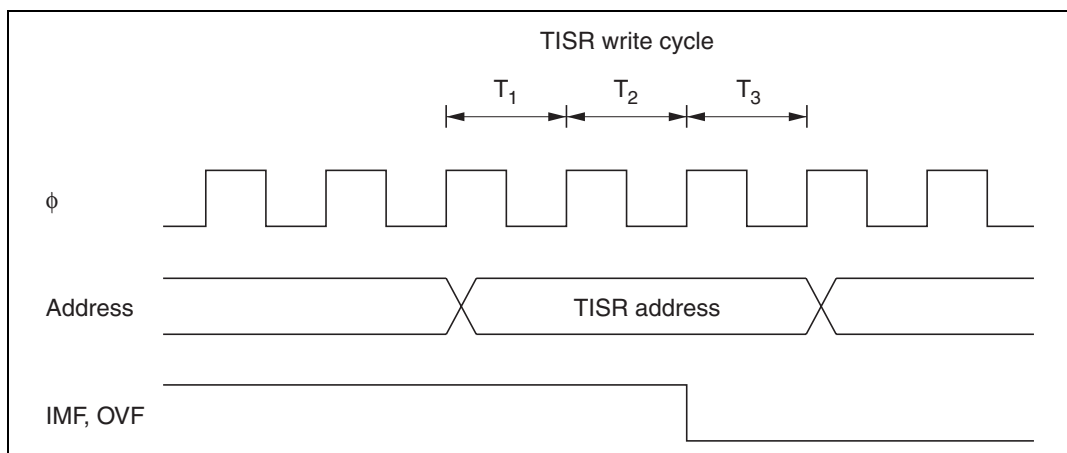 TISR write cycle
T1 T2 T3
φ
Address TISR address
IMF, OVF